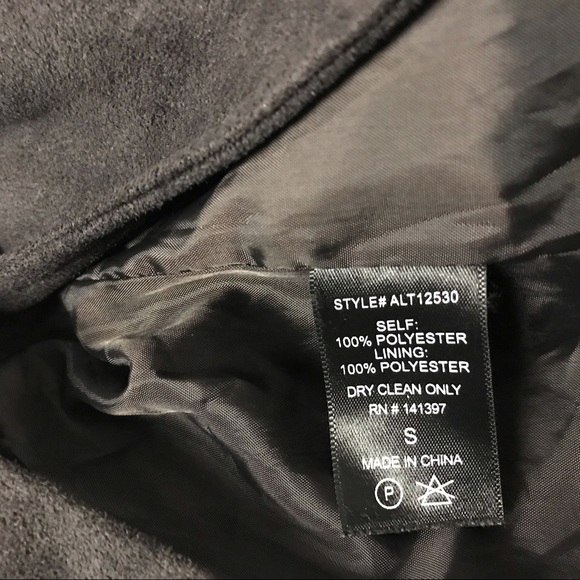 STYLE# ALT12530
SELF:
100% POLYESTER
LINING:
100% POLYESTER
DRY CLEAN ONLY
RN # 141397
S
MADE IN CHINA
P